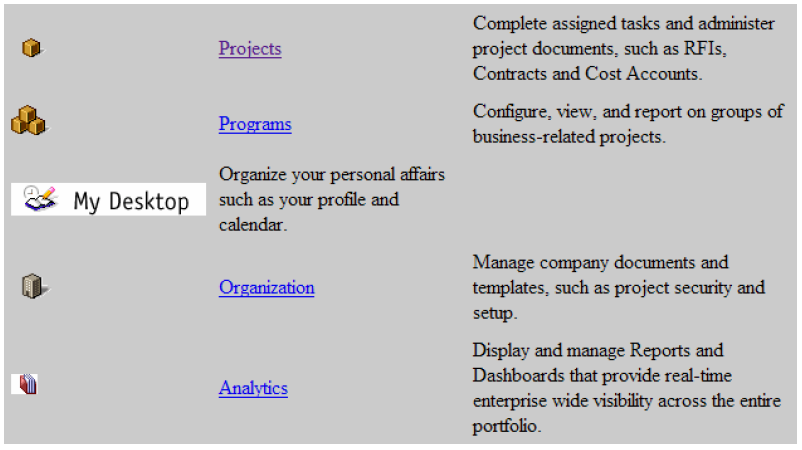 Projects
Complete assigned tasks and administer
project documents, such as RFIs,
Contracts and Cost Accounts.
Programs
Configure, view, and report on groups of
business-related projects.
My Desktop
Organize your personal affairs
such as your profile and
calendar.
Organization
Manage company documents and
templates, such as project security and
setup.
Analytics
Display and manage Reports and
Dashboards that provide real-time
enterprise wide visibility across the entire
portfolio.